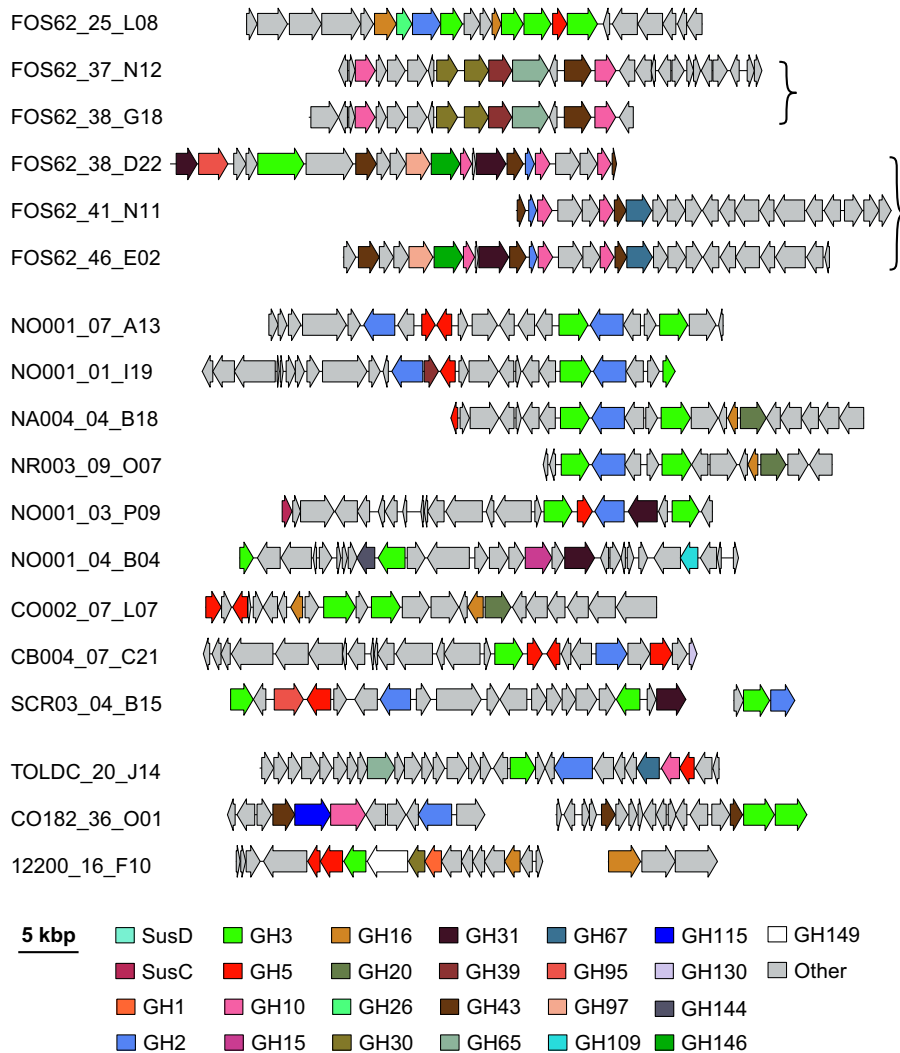 FOS62_25_L08
FOS62_37_N12
FOS62_38_G18
FOS62_38_D22
FOS62_41_N11
FOS62_46_E02
NO001_07_A13
NO001_01_I19
NA004_04_B18
NR003_09_O07
NO001_03_P09
NO001_04_B04
CO002_07_L07
CB004_07_C21
SCR03_04_B15
TOLDC_20_J14
CO182_36_O01
12200_16_F10
5 kbp SusD GH3 GH16 GH31 GH67 GH115 GH149
SusC GH5 GH20 GH39 GH95 GH130 Other
GH1 GH10 GH26 GH43 GH97 GH144
GH2 GH15 GH30 GH65 GH109 GH146